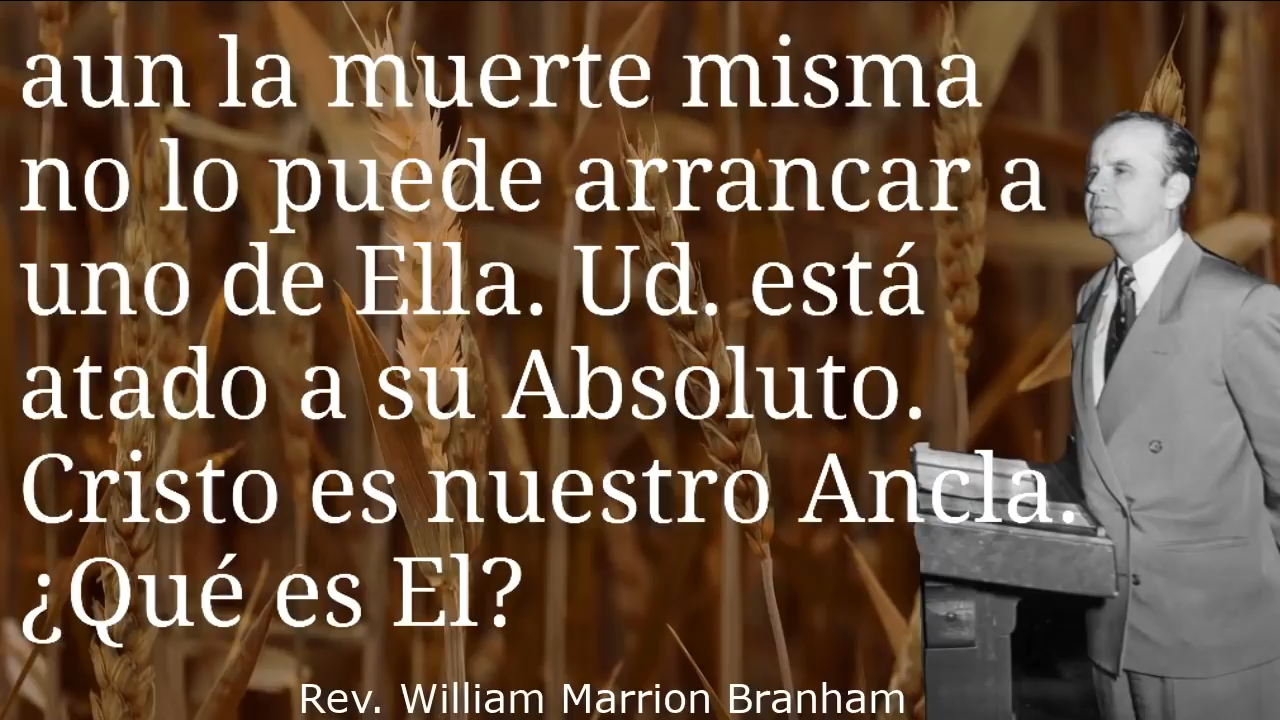 aun la muerte misma
no lo puede arrancar a
uno de Ella. Ud. está
atado a su Absoluto.
Cristo es nuestro Ancla.
¿Qué es El?
Rev. William Marrion Branham